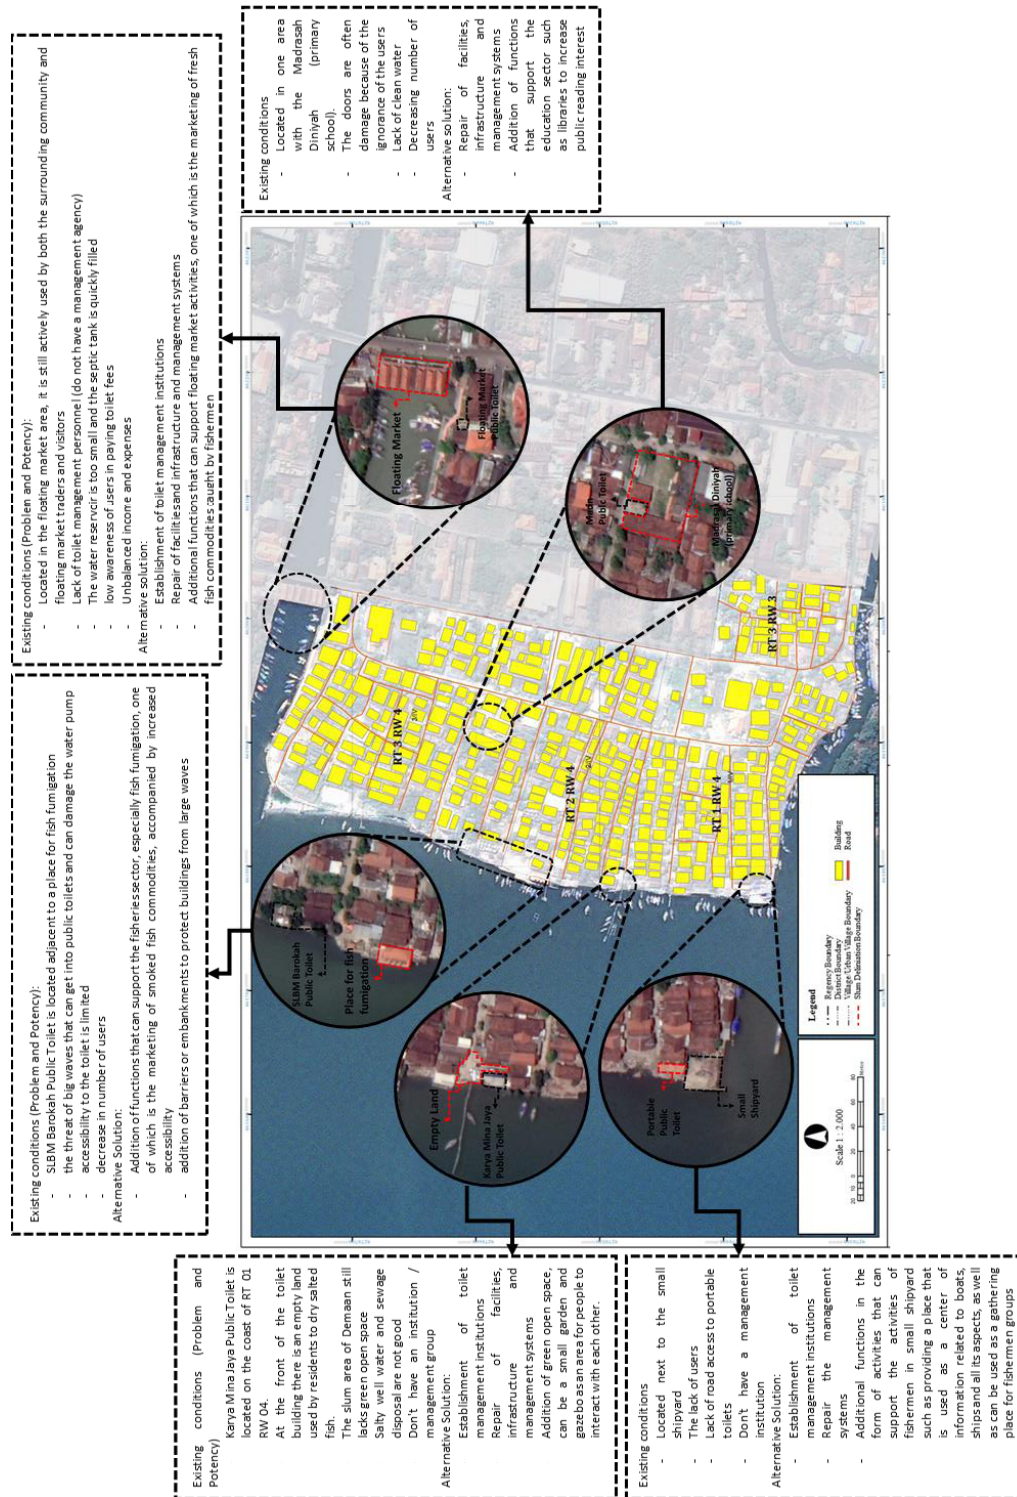 Existing conditions (Problem and Potency)
Karya Mina Jaya Public Toilet is
located on the coast of RT 01
RW 04.
- At the front of the toilet
building there is an empty land
used by residents to dry salted
fish.
- The slum area of Demaan still
lacks green open space
- Salty well water and sewage
disposal are not good
- Don't have an institution /
management group
Alternative Solution:
- Establishment of toilet
management institutions
- Repair of facilities,
infrastructure and
management systems
- Addition of green open space,
can be a small garden and
gazebo as an area for people to
interact with each other.
Existing conditions (Problem and Potency):
- SLBM Barokah Public Toilet is located adjacent to a place for fish fumigation
- the threat of big waves that can get into public toilets and can damage the water pump
- accessibility to the toilet is limited
- decrease in number of users
Alternative Solution:
- Addition of functions that can support the fisheries sector, especially fish fumigation, one
of which is the marketing of smoked fish commodities, accompanied by increased
accessibility
- addition of barriers or embankments to protect buildings from large waves
Existing conditions (Problem and Potency):
- Located in the floating market area, it is still actively used by both the surrounding community and
floating market traders and visitors
- Lack of toilet management personnel (do not have a management agency)
- The water reservoir is too small and the septic tank is quickly filled
- low awareness of users in paying toilet fees
- Unbalanced income and expenses
Alternative solution:
- Establishment of toilet management institutions
- Repair of facilities and infrastructure and management systems
- Additional functions that can support floating market activities, one of which is the marketing of fresh
fish commodities caught by fishermen
Existing conditions
- Located in one area
with the Madrasah
Diniyah (primary
school).
- The doors are often
damage because of the
ignorance of the users
- Lack of clean water
- Decreasing number of
users
Alternative solution:
- Repair of facilities,
infrastructure and
management systems
- Addition of functions
that support the
education sector such
as libraries to increase
public reading interest
Existing conditions
- Located next to the small
shipyard
- The lack of users
- Lack of road access to portable
toilets
- Don't have a management
institution
Alternative Solution:
- Establishment of toilet
management institutions
- Repair the management
systems
- Additional functions in the
form of activities that can
support the activities of
fishermen in small shipyard
such as providing a place that
is used as a center of
information related to boats,
ships and all its aspects, as well
as can be used as a gathering
place for fishermen groups
SLBM Barokah
Public Toilet
Place for fish
fumigation
Floating Market
Floating Market
Public Toilet
Public Toilet
Madrasah Diniyah
(primary school)
Empty Land
Karya Mina Jaya
Public Toilet
Portable
Public
Toilet
Small
Shipyard
RT 3 RW 4
RT 2 RW 4
RT 1 RW 4
RT 3 RW 3
Scale 1 : 2.000
20 10 0 20 40 60 80
Meter
Legend
Regency Boundary
District Boundary
Village/Urban Village Boundary
Slum Deliniation Boundary
Building
Road